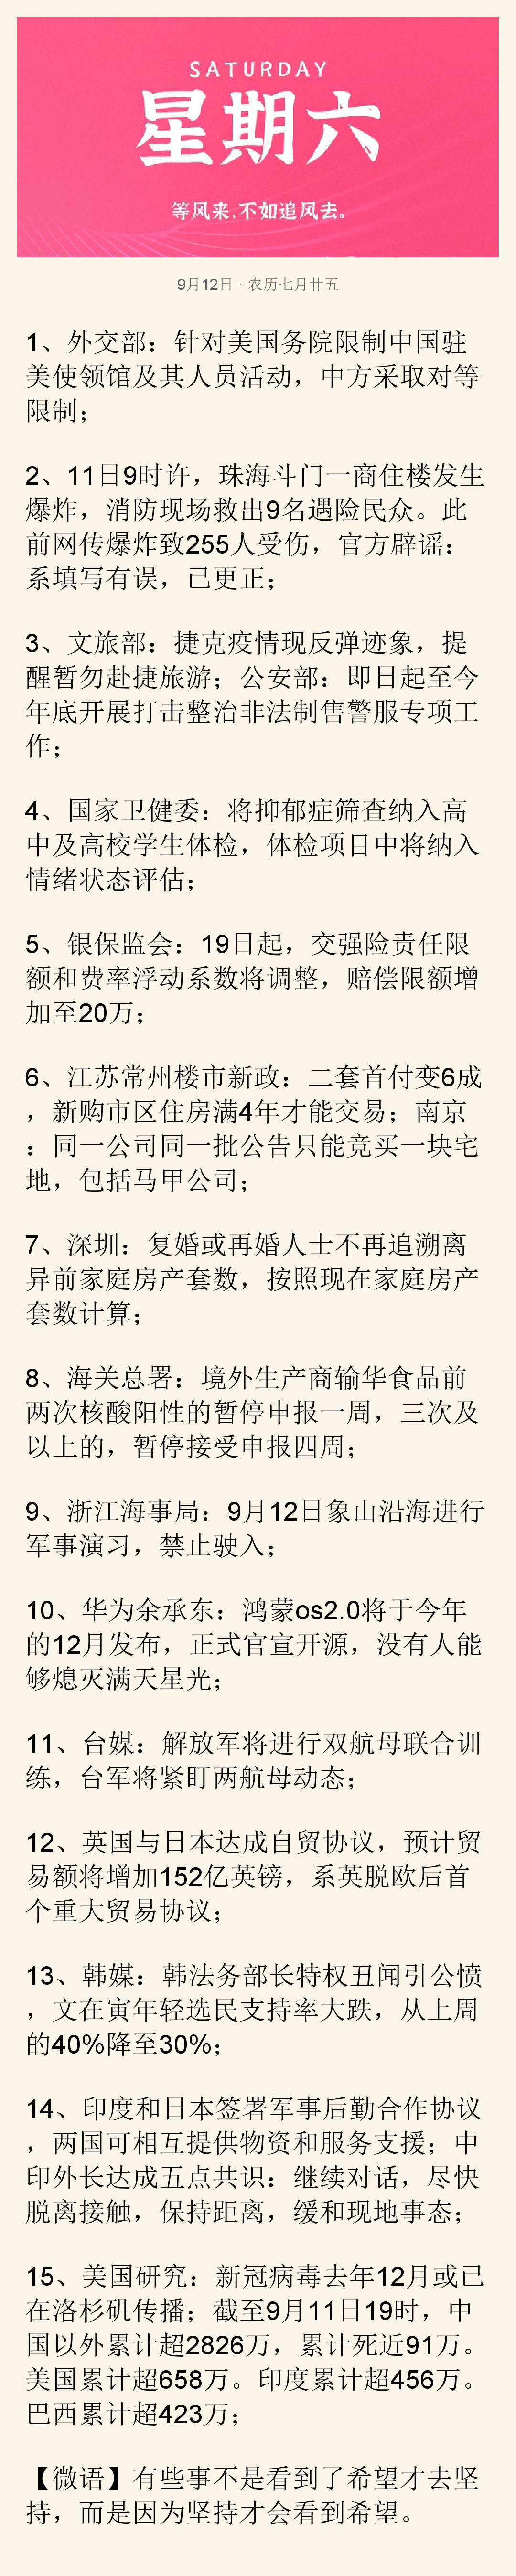 SATURDAY
星期六
等风来,不如追风去。
9月12日 · 农历七月廿五
1、外交部：针对美国务院限制中国驻
美使领馆及其人员活动，中方采取对等
限制；
2、11日9时许，珠海斗门一商住楼发生
爆炸，消防现场救出9名遇险民众。此
前网传爆炸致255人受伤，官方辟谣：
系填写有误，已更正；
3、文旅部：捷克疫情现反弹迹象，提
醒暂勿赴捷旅游；公安部：即日起至今
年底开展打击整治非法制售警服专项工
作；
4、国家卫健委：将抑郁症筛查纳入高
中及高校学生体检，体检项目中将纳入
情绪状态评估；
5、银保监会：19日起，交强险责任限
额和费率浮动系数将调整，赔偿限额增
加至20万；
6、江苏常州楼市新政：二套首付变6成
，新购市区住房满4年才能交易；南京
：同一公司同一批公告只能竞买一块宅
地，包括马甲公司；
7、深圳：复婚或再婚人士不再追溯离
异前家庭房产套数，按照现在家庭房产
套数计算；
8、海关总署：境外生产商输华食品前
两次核酸阳性的暂停申报一周，三次及
以上的，暂停接受申报四周；
9、浙江海事局：9月12日象山沿海进行
军事演习，禁止驶入；
10、华为余承东：鸿蒙os2.0将于今年
的12月发布，正式官宣开源，没有人能
够熄灭满天星光；
11、台媒：解放军将进行双航母联合训
练，台军将紧盯两航母动态；
12、英国与日本达成自贸协议，预计贸
易额将增加152亿英镑，系英脱欧后首
个重大贸易协议；
13、韩媒：韩法务部长特权丑闻引公愤
，文在寅年轻选民支持率大跌，从上周
的40%降至30%；
14、印度和日本签署军事后勤合作协议
，两国可相互提供物资和服务支援；中
印外长达成五点共识：继续对话，尽快
脱离接触，保持距离，缓和现地事态；
15、美国研究：新冠病毒去年12月或已
在洛杉矶传播；截至9月11日19时，中
国以外累计超2826万，累计死近91万。
美国累计超658万。印度累计超456万。
巴西累计超423万；
【微语】有些事不是看到了希望才去坚
持，而是因为坚持才会看到希望。